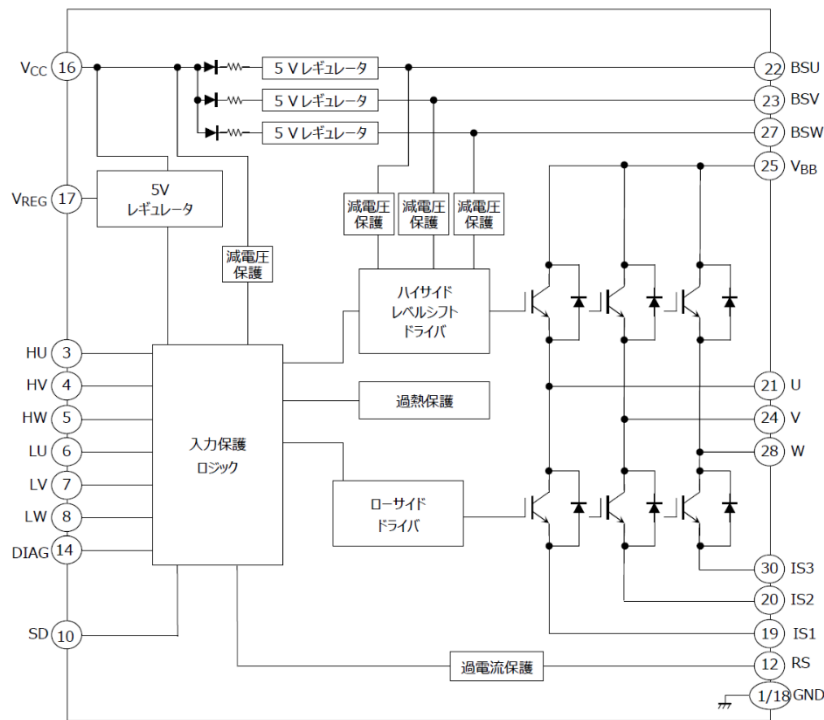 VCC 16
5 Vレギュレータ
22 BSU
5 Vレギュレータ
23 BSV
5 Vレギュレータ
27 BSW
25 VBB
VREG 17
5V
レギュレータ
減電圧
保護
減電圧
保護
減電圧
保護
減電圧
保護
ハイサイド
レベルシフト
ドライバ
HU 3
HV 4
HW 5
LU 6
LV 7
LW 8
DIAG 14
SD 10
入力保護
ロジック
過熱保護
ローサイド
ドライバ
21 U
24 V
28 W
30 IS3
20 IS2
19 IS1
過電流保護
12 RS
1/18 GND